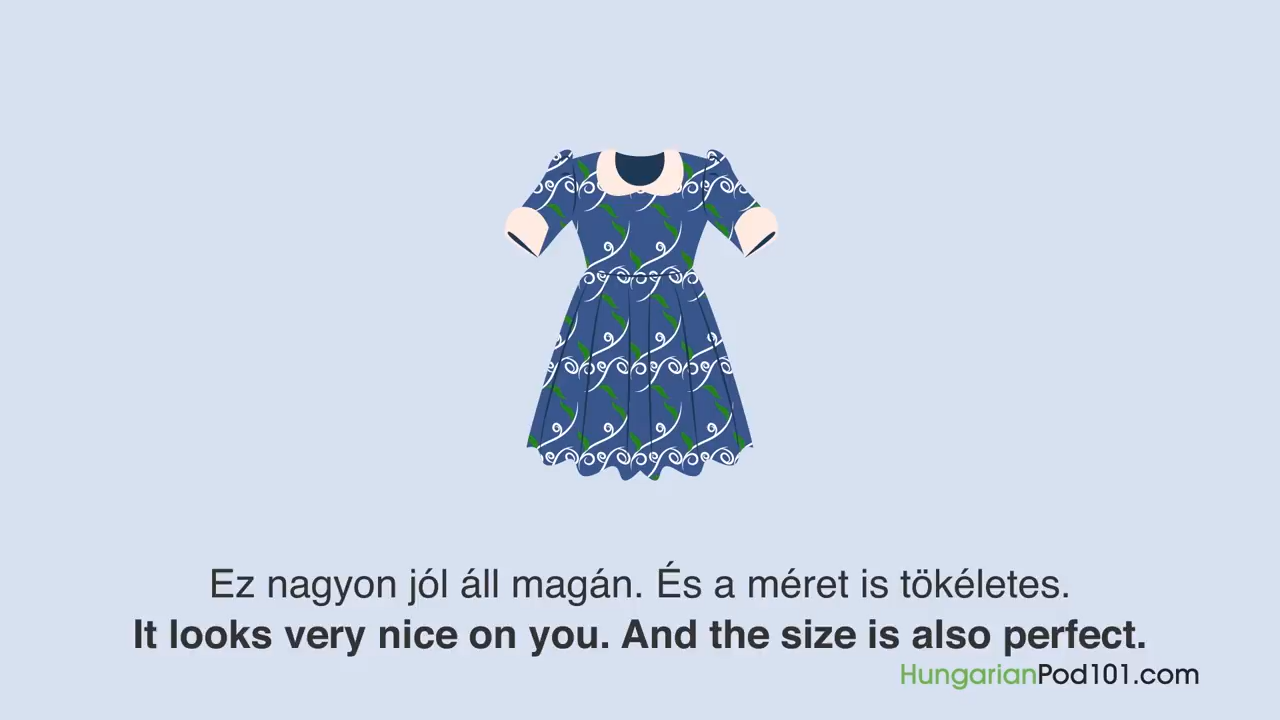 Ez nagyon jól áll magán. És a méret is tökéletes.
It looks very nice on you. And the size is also perfect.
HungarianPod101.com